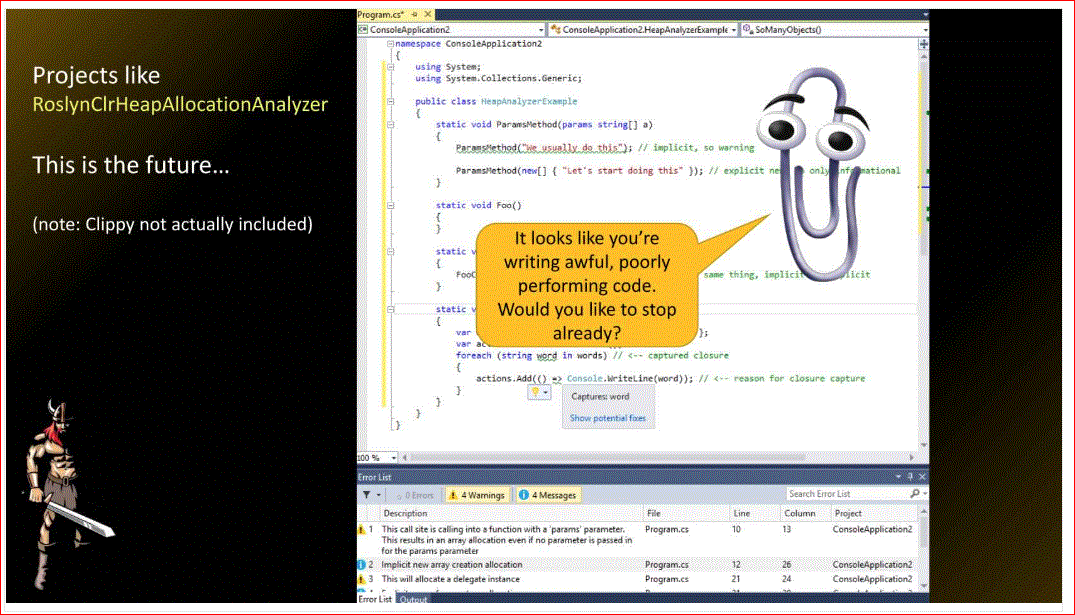 Projects like
RoslynClrHeapAllocationAnalyzer
This is the future...
(note: Clippy not actually included)
Program.cs*
ConsoleApplication2
ConsoleApplication2.HeapAnalyzerExample
SoManyObjects()
namespace ConsoleApplication2
{
using System;
using System.Collections.Generic;
public class HeapAnalyzerExample
{
static void ParamsMethod(params string[] a)
{
ParamsMethod("We usually do this"); // implicit, so warning
ParamsMethod(new[] { "Let's start doing this" }); // explicit only informational
}
static void Foo()
{
}
static
{
same thing,
}
static
{
var };
var
foreach (string word in words) // <-- captured closure
{
actions.Add(() => Console.WriteLine(word)); // <-- reason for closure capture
}
}
}
}
It looks like you're
writing awful, poorly
performing code.
Would you like to stop
already?
Captures: word
Show potential fixes
100 %
Error List
0 Errors 4 Warnings 4 Messages Search Error List
Description File Line Column Project
1 This call site is calling into a function with a 'params' parameter. Program.cs 10 13 ConsoleApplication2
This results in an array allocation even if no parameter is passed in
for the params parameter
2 Implicit new array creation allocation Program.cs 12 26 ConsoleApplication2
3 This will allocate a delegate instance Program.cs 21 24 ConsoleApplication2
Error List Output